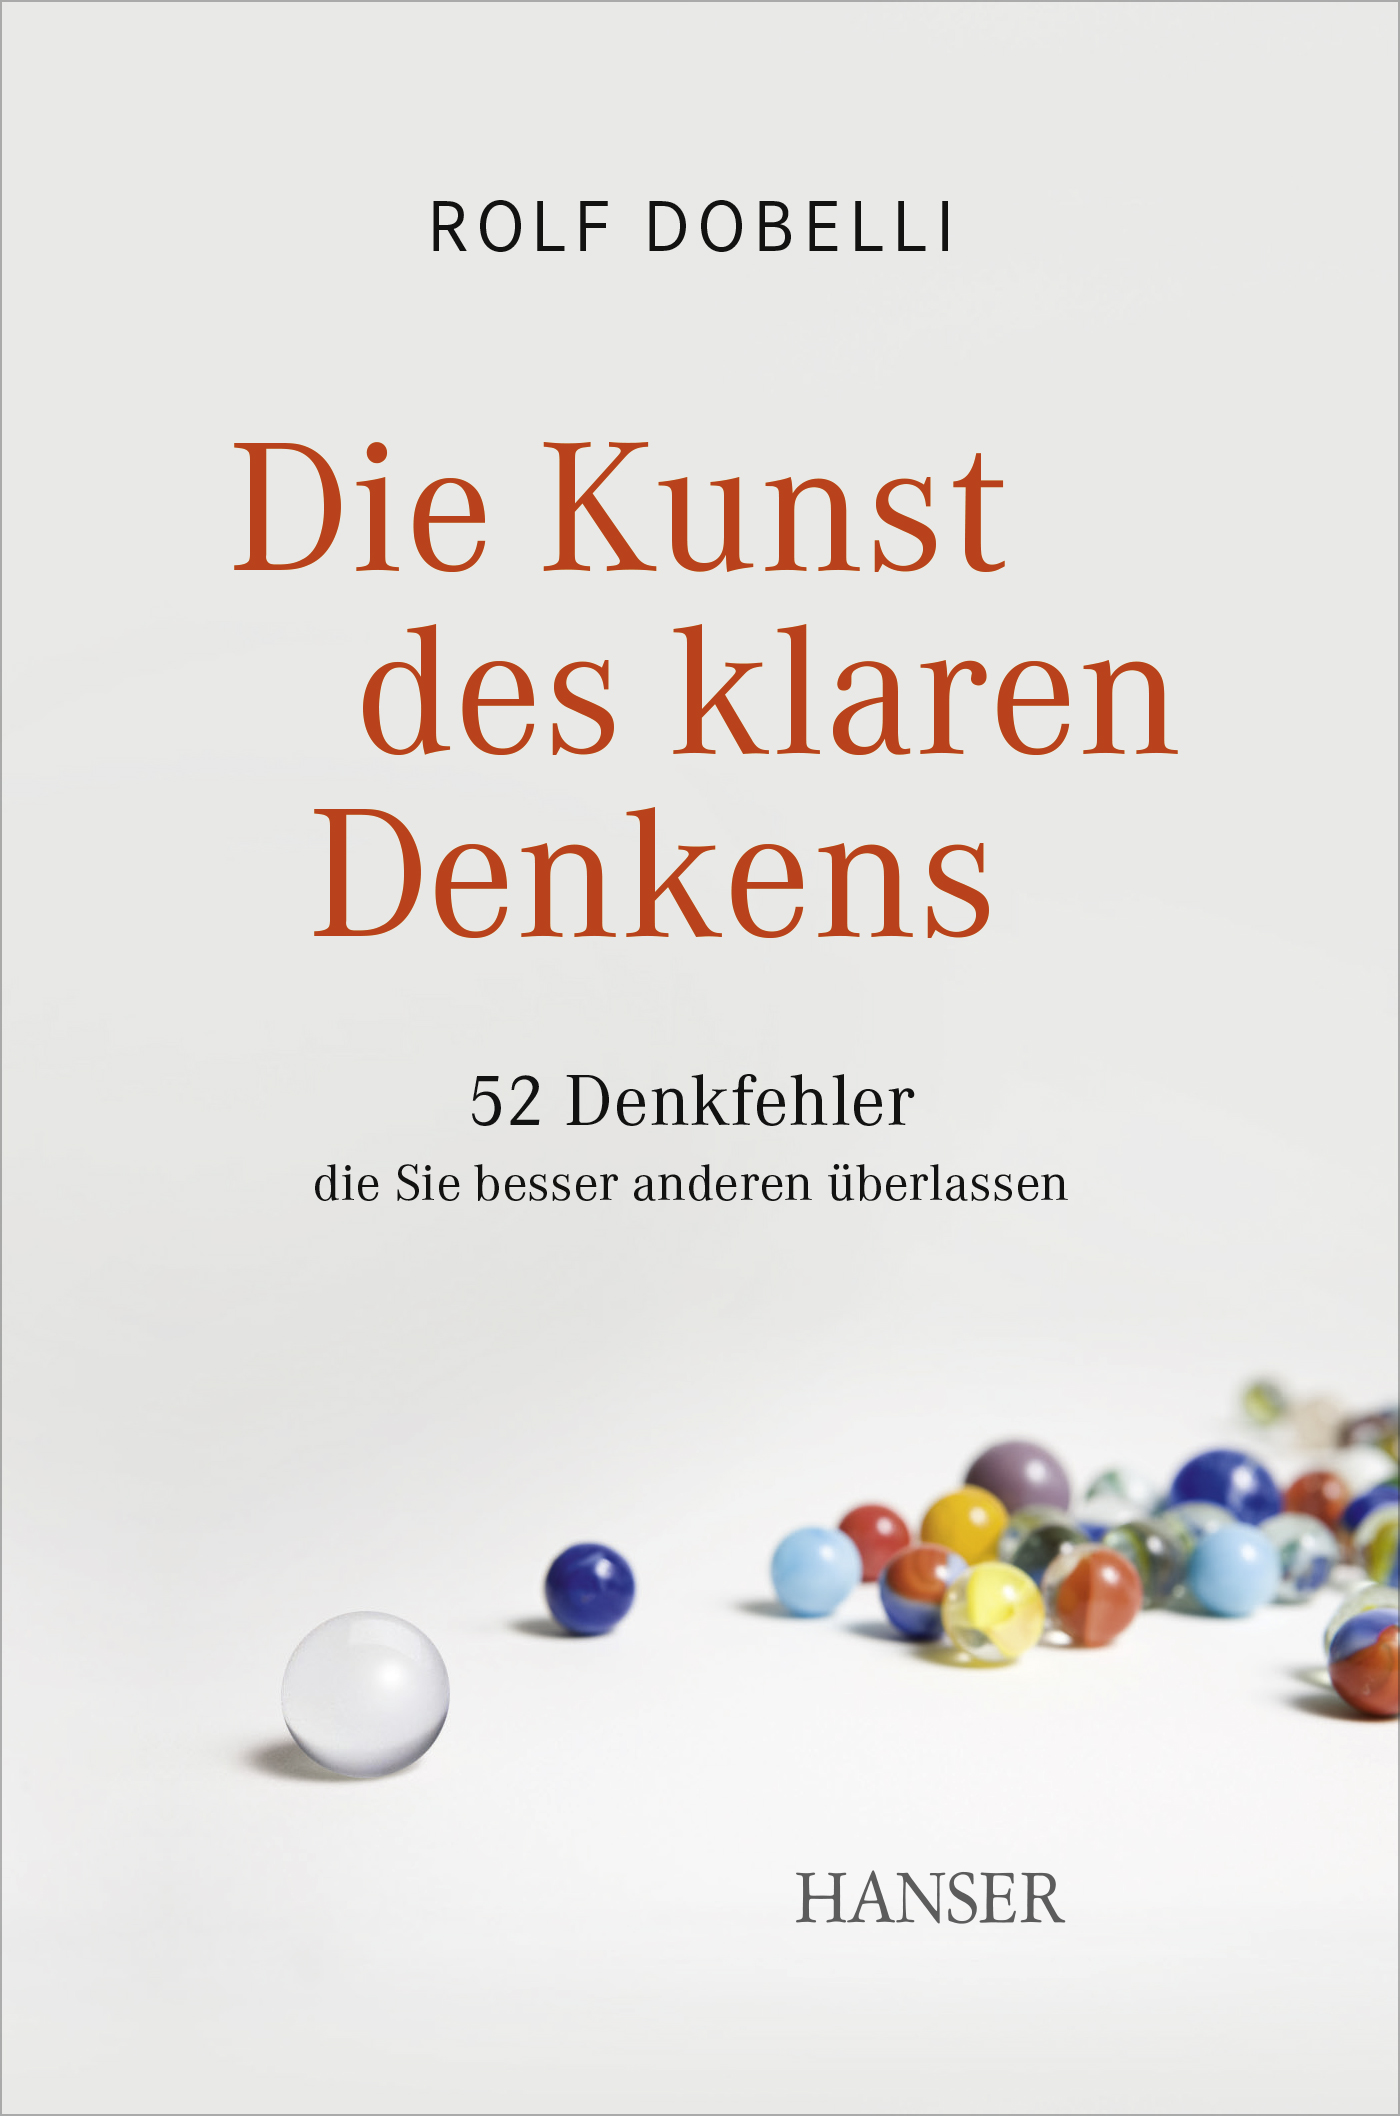 ROLF DOBELLI
Die Kunst
des klaren
Denkens
52 Denkfehler
die Sie besser anderen überlassen
HANSER